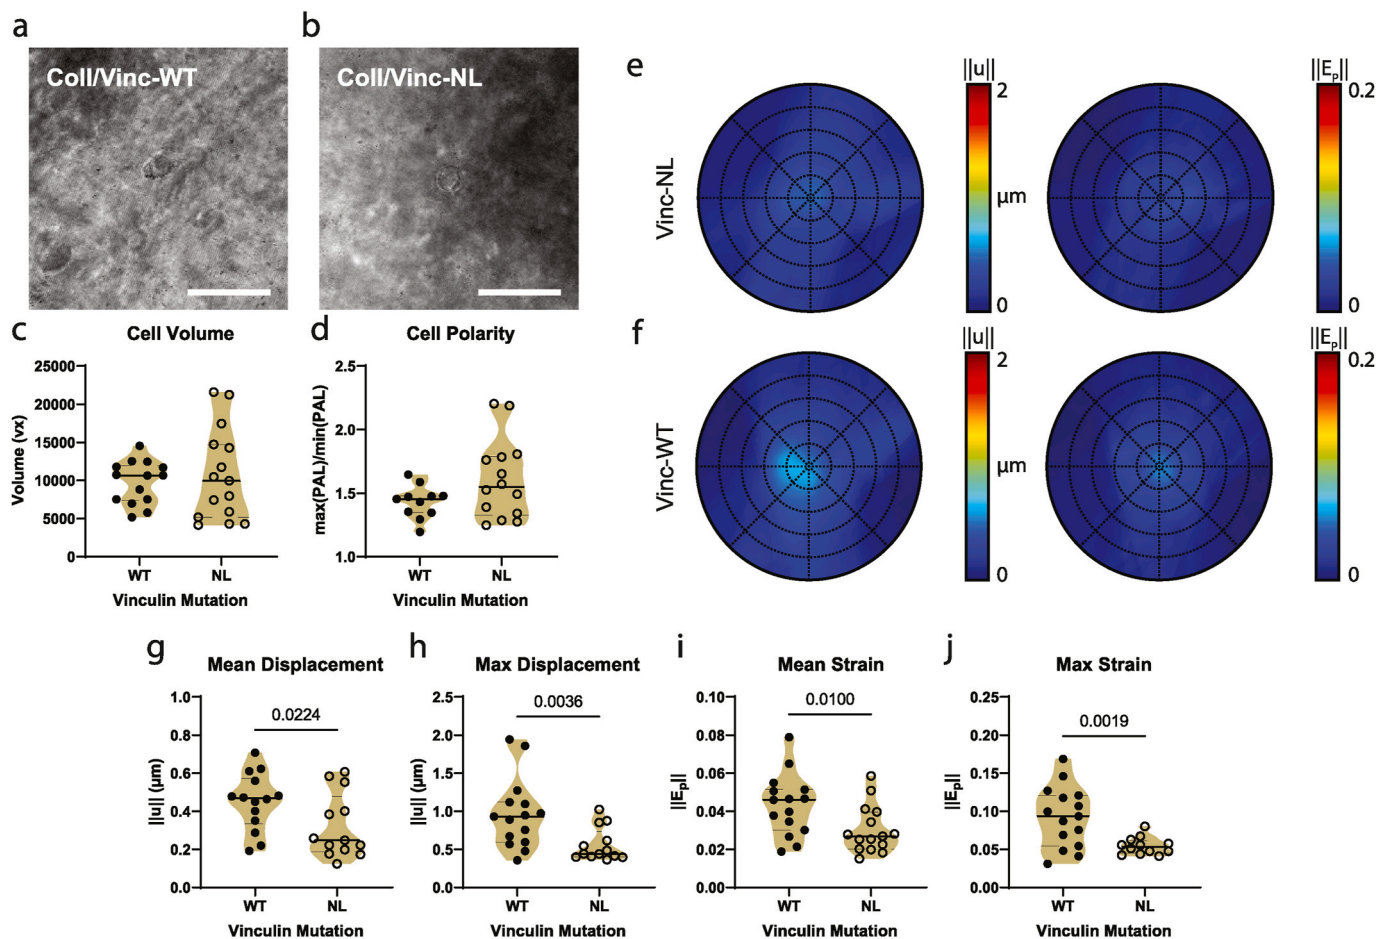 a
b
Coll/Vinc-WT
Coll/Vinc-NL
c
Cell Volume
25000
20000
15000
10000
5000
0
Volume (vx)
WT
NL
Vinculin Mutation
d
Cell Polarity
2.5
2.0
1.5
1.0
max(PAL)/min(PAL)
WT
NL
Vinculin Mutation
e
Vinc-NL
||u||
2
µm
0
||Eₚ||
0.2
0
f
Vinc-WT
||u||
2
µm
0
||Eₚ||
0.2
0
g
Mean Displacement
1.0
0.8
0.6
0.4
0.2
0.0
||u|| (µm)
0.0224
WT
NL
Vinculin Mutation
h
Max Displacement
2.5
2.0
1.5
1.0
0.5
0.0
||u|| (µm)
0.0036
WT
NL
Vinculin Mutation
i
Mean Strain
0.10
0.08
0.06
0.04
0.02
0.00
||Eₚ||
0.0100
WT
NL
Vinculin Mutation
j
Max Strain
0.25
0.20
0.15
0.10
0.05
0.00
||Eₚ||
0.0019
WT
NL
Vinculin Mutation